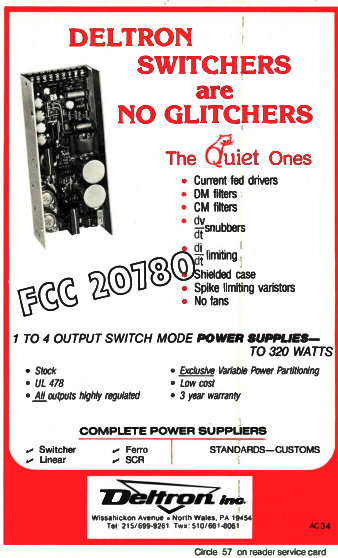 DELTRON
SWITCHERS
are
NO GLITCHERS
The Quiet Ones
• Current fed drivers
• DM filters
• CM filters
• dv/dt snubbers
• di/dt limiting
• Shielded case
• Spike limiting varistors
• No fans
FCC 20780
1 TO 4 OUTPUT SWITCH MODE POWER SUPPLIES—
TO 320 WATTS
• Stock
• UL 478
• All outputs highly regulated
• Exclusive Variable Power Partitioning
• Low cost
• 3 year warranty
COMPLETE POWER SUPPLIERS
✓ Switcher
✓ Linear
✓ Ferro
✓ SCR
STANDARDS—CUSTOMS
Deltron inc.
Wissahickon Avenue • North Wales, PA 19454
Tel: 215/699-9261 Twx: 510/661-8061
AC34
Circle 57 on reader service card